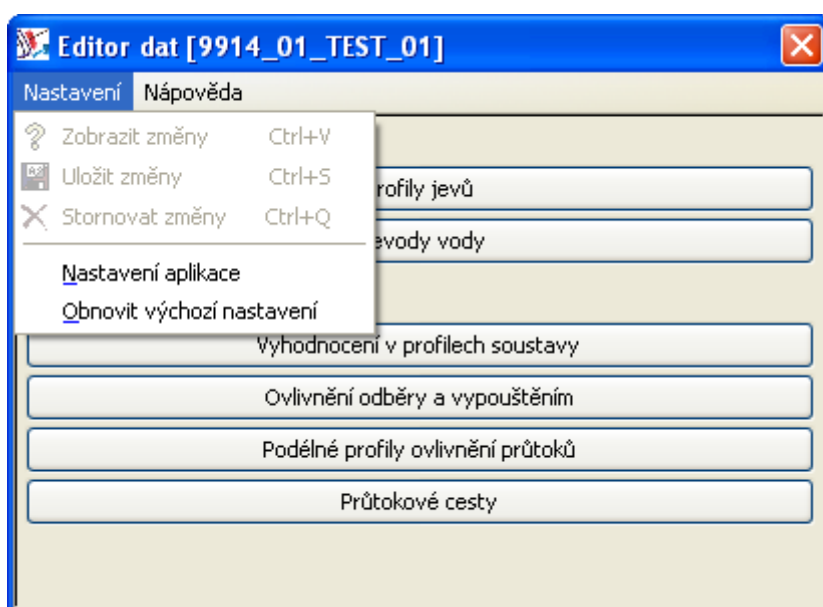 Editor dat [9914_01_TEST_01]
Nastavení Nápověda
Zobrazit změny Ctrl+V
Uložit změny Ctrl+S
Stornovat změny Ctrl+Q
Nastavení aplikace
Obnovit výchozí nastavení
rofily jevů
evody vody
Vyhodnocení v profilech soustavy
Ovlivnění odběry a vypouštěním
Podélné profily ovlivnění průtoků
Průtokové cesty